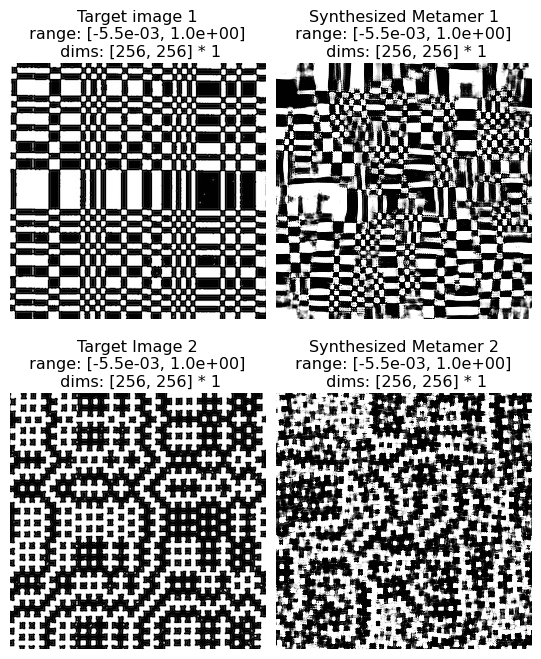 Target image 1
range: [-5.5e-03, 1.0e+00]
dims: [256, 256] * 1
Synthesized Metamer 1
range: [-5.5e-03, 1.0e+00]
dims: [256, 256] * 1
Target Image 2
range: [-5.5e-03, 1.0e+00]
dims: [256, 256] * 1
Synthesized Metamer 2
range: [-5.5e-03, 1.0e+00]
dims: [256, 256] * 1